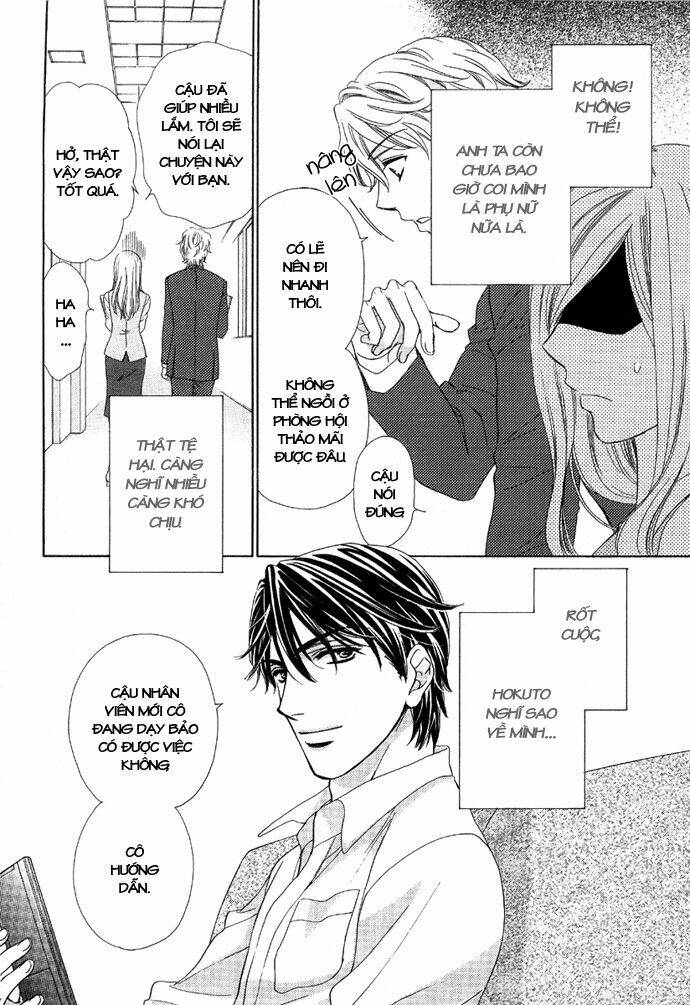 KHÔNG!
KHÔNG
THỂ!
ANH TA CÒN
CHƯA BAO
GIỜ COI MÌNH
LÀ PHỤ NỮ
NỮA LÀ.
nâng
lên
CÓ LẼ
NÊN ĐI
NHANH
THÔI.
KHÔNG
THỂ NGỒI Ở
PHÒNG HỘI
THẢO MÃI
ĐƯỢC ĐÂU.
CẬU
NÓI
ĐÚNG
CẬU ĐÃ
GIÚP NHIỀU
LẮM. TÔI SẼ
NÓI LẠI
CHUYỆN NÀY
VỚI BẠN.
HỞ, THẬT
VẬY SAO?
TỐT QUÁ.
HA
HA
...
THẬT TỆ
HẠI. CÀNG
NGHĨ NHIỀU
CÀNG KHÓ
CHỊU.
RỐT
CUỘC,
HOKUTO
NGHĨ SAO
VỀ MÌNH...
CẬU NHÂN
VIÊN MỚI CÔ
ĐANG DẠY BẢO
CÓ ĐƯỢC VIỆC
KHÔNG,
CÔ
HƯỚNG
DẪN.